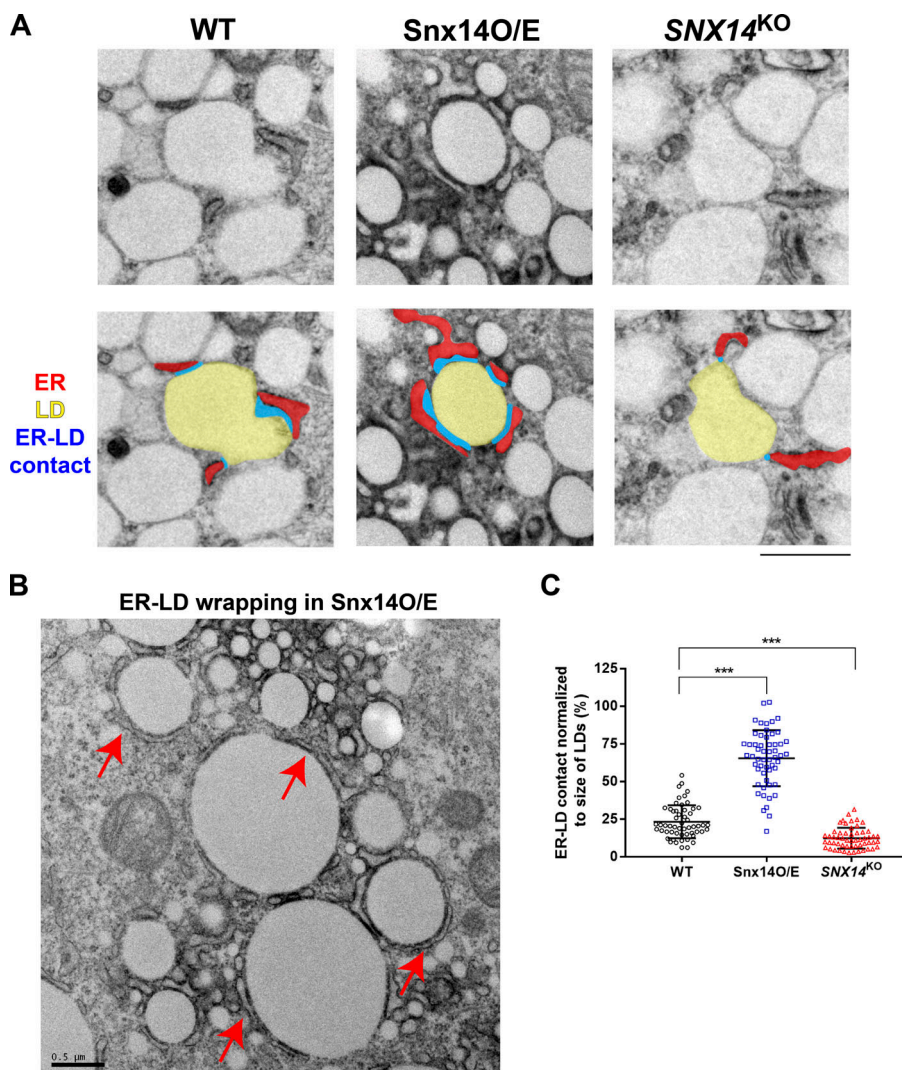 A
WT
Snx14O/E
SNX14KO
ER
LD
ER-LD
contact
B
ER-LD wrapping in Snx14O/E
0.5 µm
C
***
***
ER-LD contact normalized
to size of LDs (%)
125
100
75
50
25
0
WT
Snx14O/E
SNX14KO